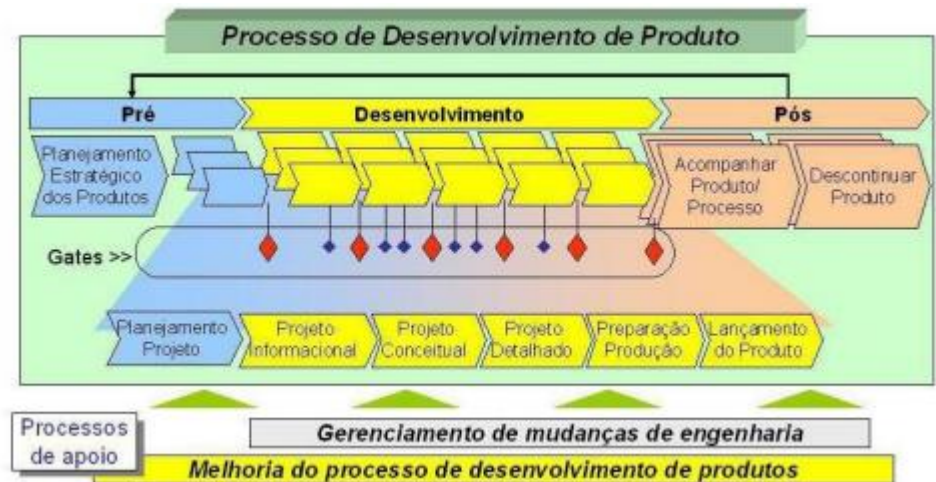 Processo de Desenvolvimento de Produto
Pré
Desenvolvimento
Pós
Planejamento
Estratégico
dos Produtos
Acompanhar
Produto/
Processo
Descontinuar
Produto
Gates >>
Planejamento
Projeto
Projeto
Informacional
Projeto
Conceitual
Projeto
Detalhado
Preparação
Produção
Lançamento
do Produto
Processos
de apoio
Gerenciamento de mudanças de engenharia
Melhoria do processo de desenvolvimento de produtos